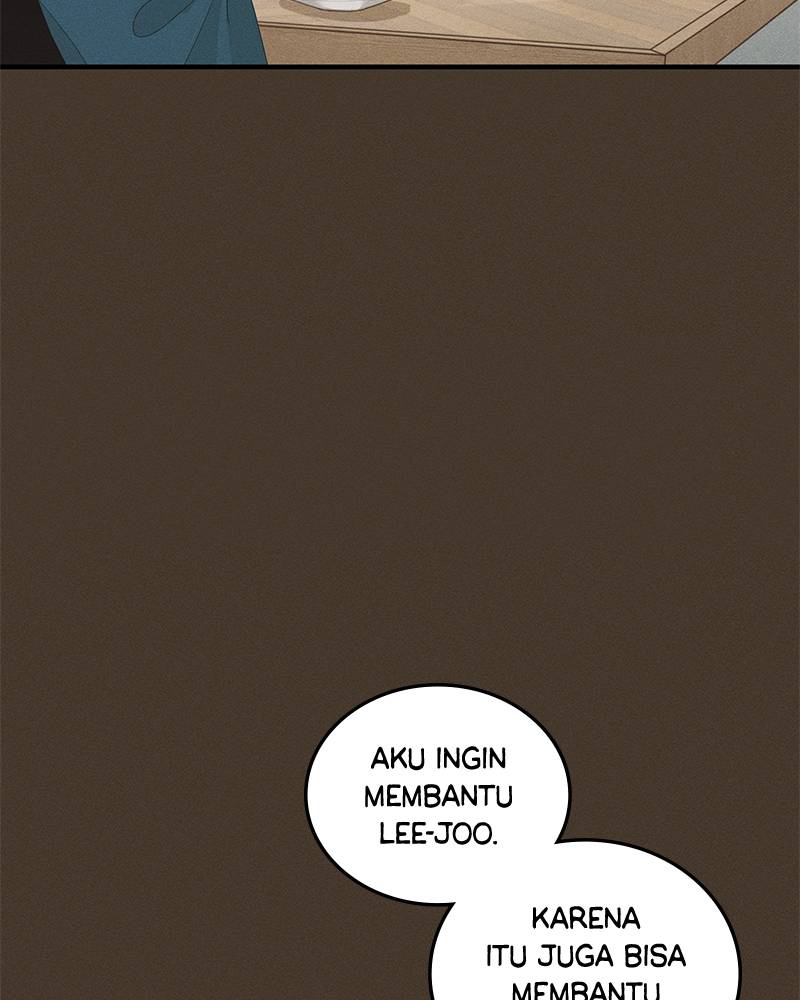 AKU INGIN
MEMBANTU
LEE-JOO.
KARENA
ITU JUGA BISA
MEMBANTU